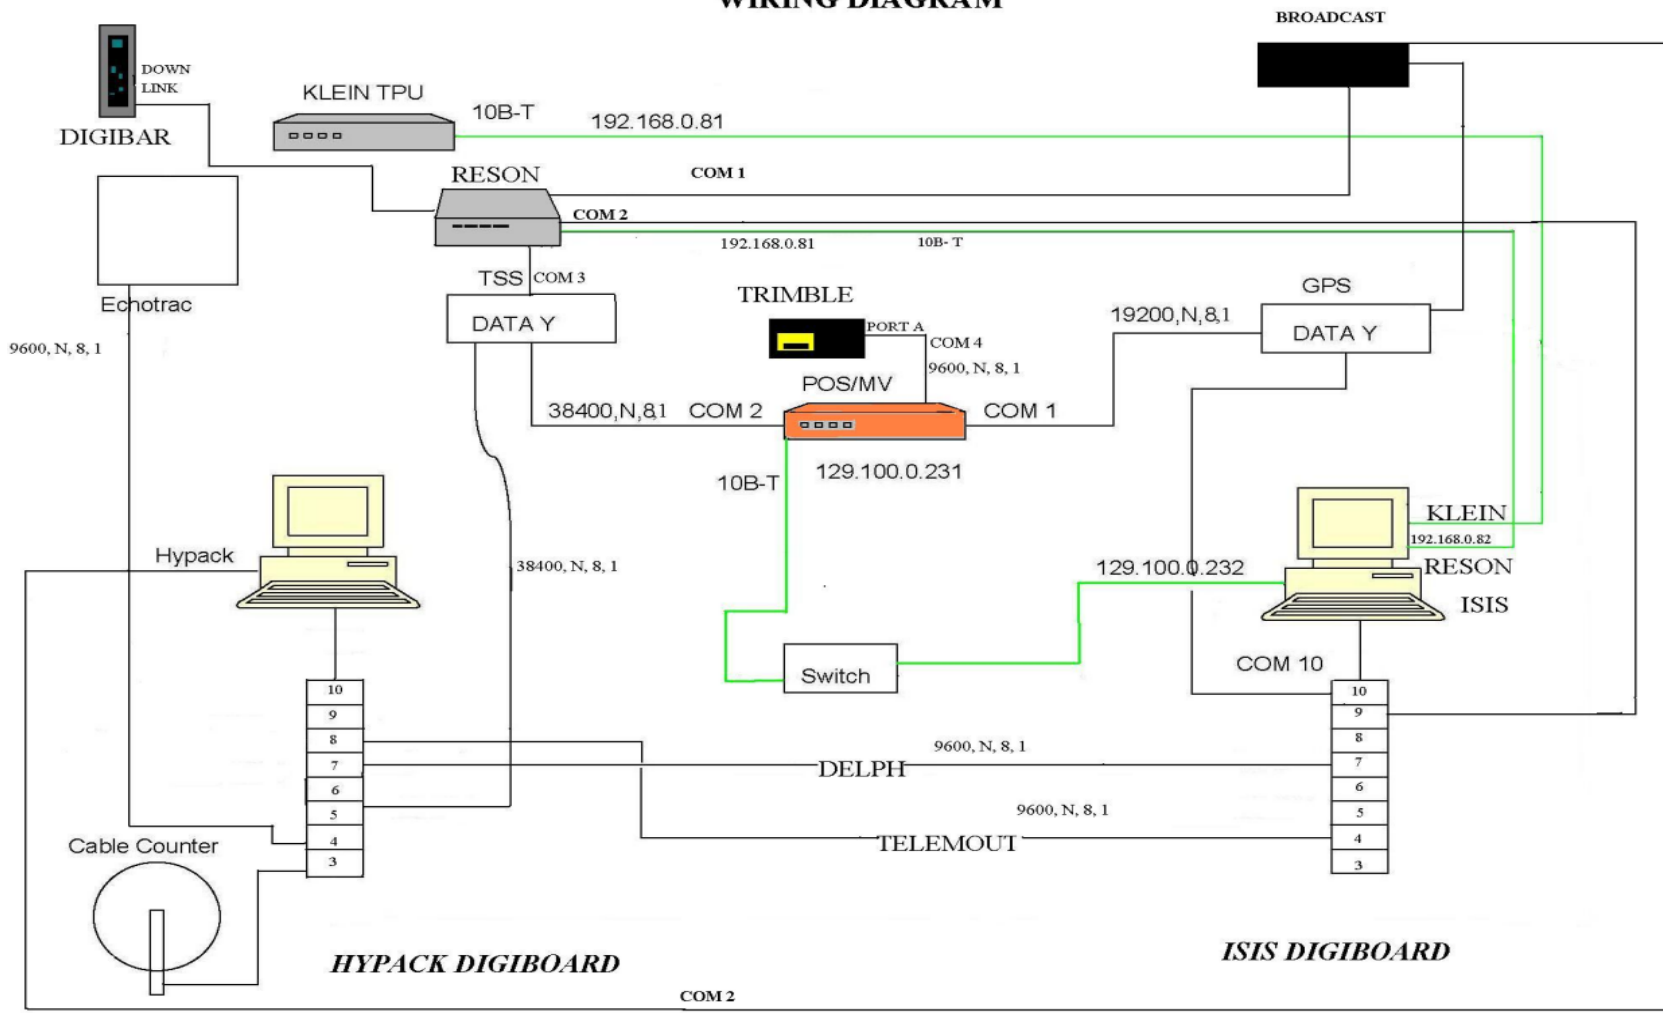 WIRING DIAGRAM
BROADCAST
DOWN
LINK
DIGIBAR
KLEIN TPU
10B-T
192.168.0.81
RESON
COM 1
COM 2
192.168.0.81
10B- T
Echotrac
9600, N, 8, 1
TSS
COM 3
DATA Y
TRIMBLE
PORT A
COM 4
9600, N, 8, 1
GPS
DATA Y
19200,N,8,1
POS/MV
38400,N,8,1
COM 2
COM 1
10B-T
129.100.0.231
Hypack
38400, N, 8, 1
129.100.0.232
KLEIN
192.168.0.82
RESON
ISIS
Switch
COM 10
10
9
8
7
6
5
4
3
10
9
8
7
6
5
4
3
9600, N, 8, 1
DELPH
9600, N, 8, 1
TELEMOUT
Cable Counter
HYPACK DIGIBOARD
ISIS DIGIBOARD
COM 2